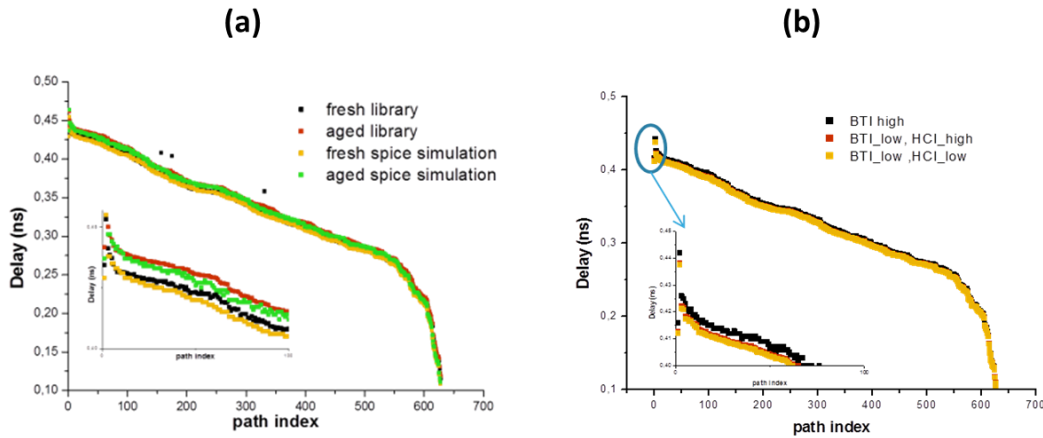 (a)
(b)
0,50
0,45
0,40
0,35
0,30
0,25
0,20
0,15
0,10
Delay (ns)
fresh library
aged library
fresh spice simulation
aged spice simulation
Delay (ns)
path index
100
0 100 200 300 400 500 600 700
path index
0,5
0,4
0,3
0,2
0,1
Delay (ns)
BTI high
BTI_low, HCI_high
BTI_low ,HCI_low
0,45
0,44
0,43
0,42
0,41
0,40
Delay (ns)
0
100
path index
0 100 200 300 400 500 600 700
path index